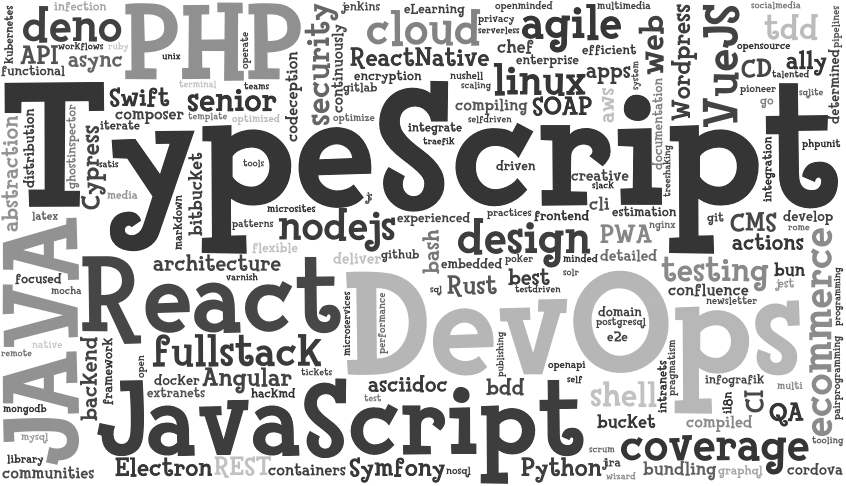 kubernetes
infection
deno
API
workflows
ruby
async
functional
PHP
unix
operate
terminal
teams
jenkins
eLearning
openminded
multimedia
socialmedia
privacy
serverless
cloud
agile
tdd
pipelines
security
continuously
ReactNative
chef
efficient
enterprise
web
Wordpress
VueJS
opensource
CD
ally
talented
determined
encryption
gitlab
nushell
scaling
linux
apps
system
pioneer
go
sqlite
Swift
senior
composer
template
optimized
codeception
optimize
compiling
SOAP
selfdriven
aws
documentation
TypeScript
abstraction
distribution
ghostinspector
Cypress
iterate
satis
media
markdown
bitbucket
tools
integrate
traefik
driven
creative
slack
cli
treeshaking
integration
phpunit
latex
patterns
microsites
jr
nodejs
experienced
practices
frontend
estimation
nginx
git
CMS
develop
rome
actions
flexible
deliver
github
bash
design
PWA
minded
detailed
JAVA
focused
mocha
architecture
varnish
React
microservices
performance
embedded
poker
sql
Rust
best
testdriven
solr
testing
confluence
bun
jest
newsletter
ecommerce
programming
DevOps
domain
postgresql
e2e
native
remote
backend
framework
open
fullstack
tickets
publishing
openapi
self
docker
Angular
extranets
hackmd
asciidoc
test
bdd
shell
intranets
pragmatism
infografik
i18n
CI
multi
QA
pairprogramming
mongodb
mysql
JavaScript
bucket
compiled
coverage
tooling
library
communities
Electron
REST
containers
Symfony
nosql
Python
scrum
jira
wizard
bundling
graphql
cordova